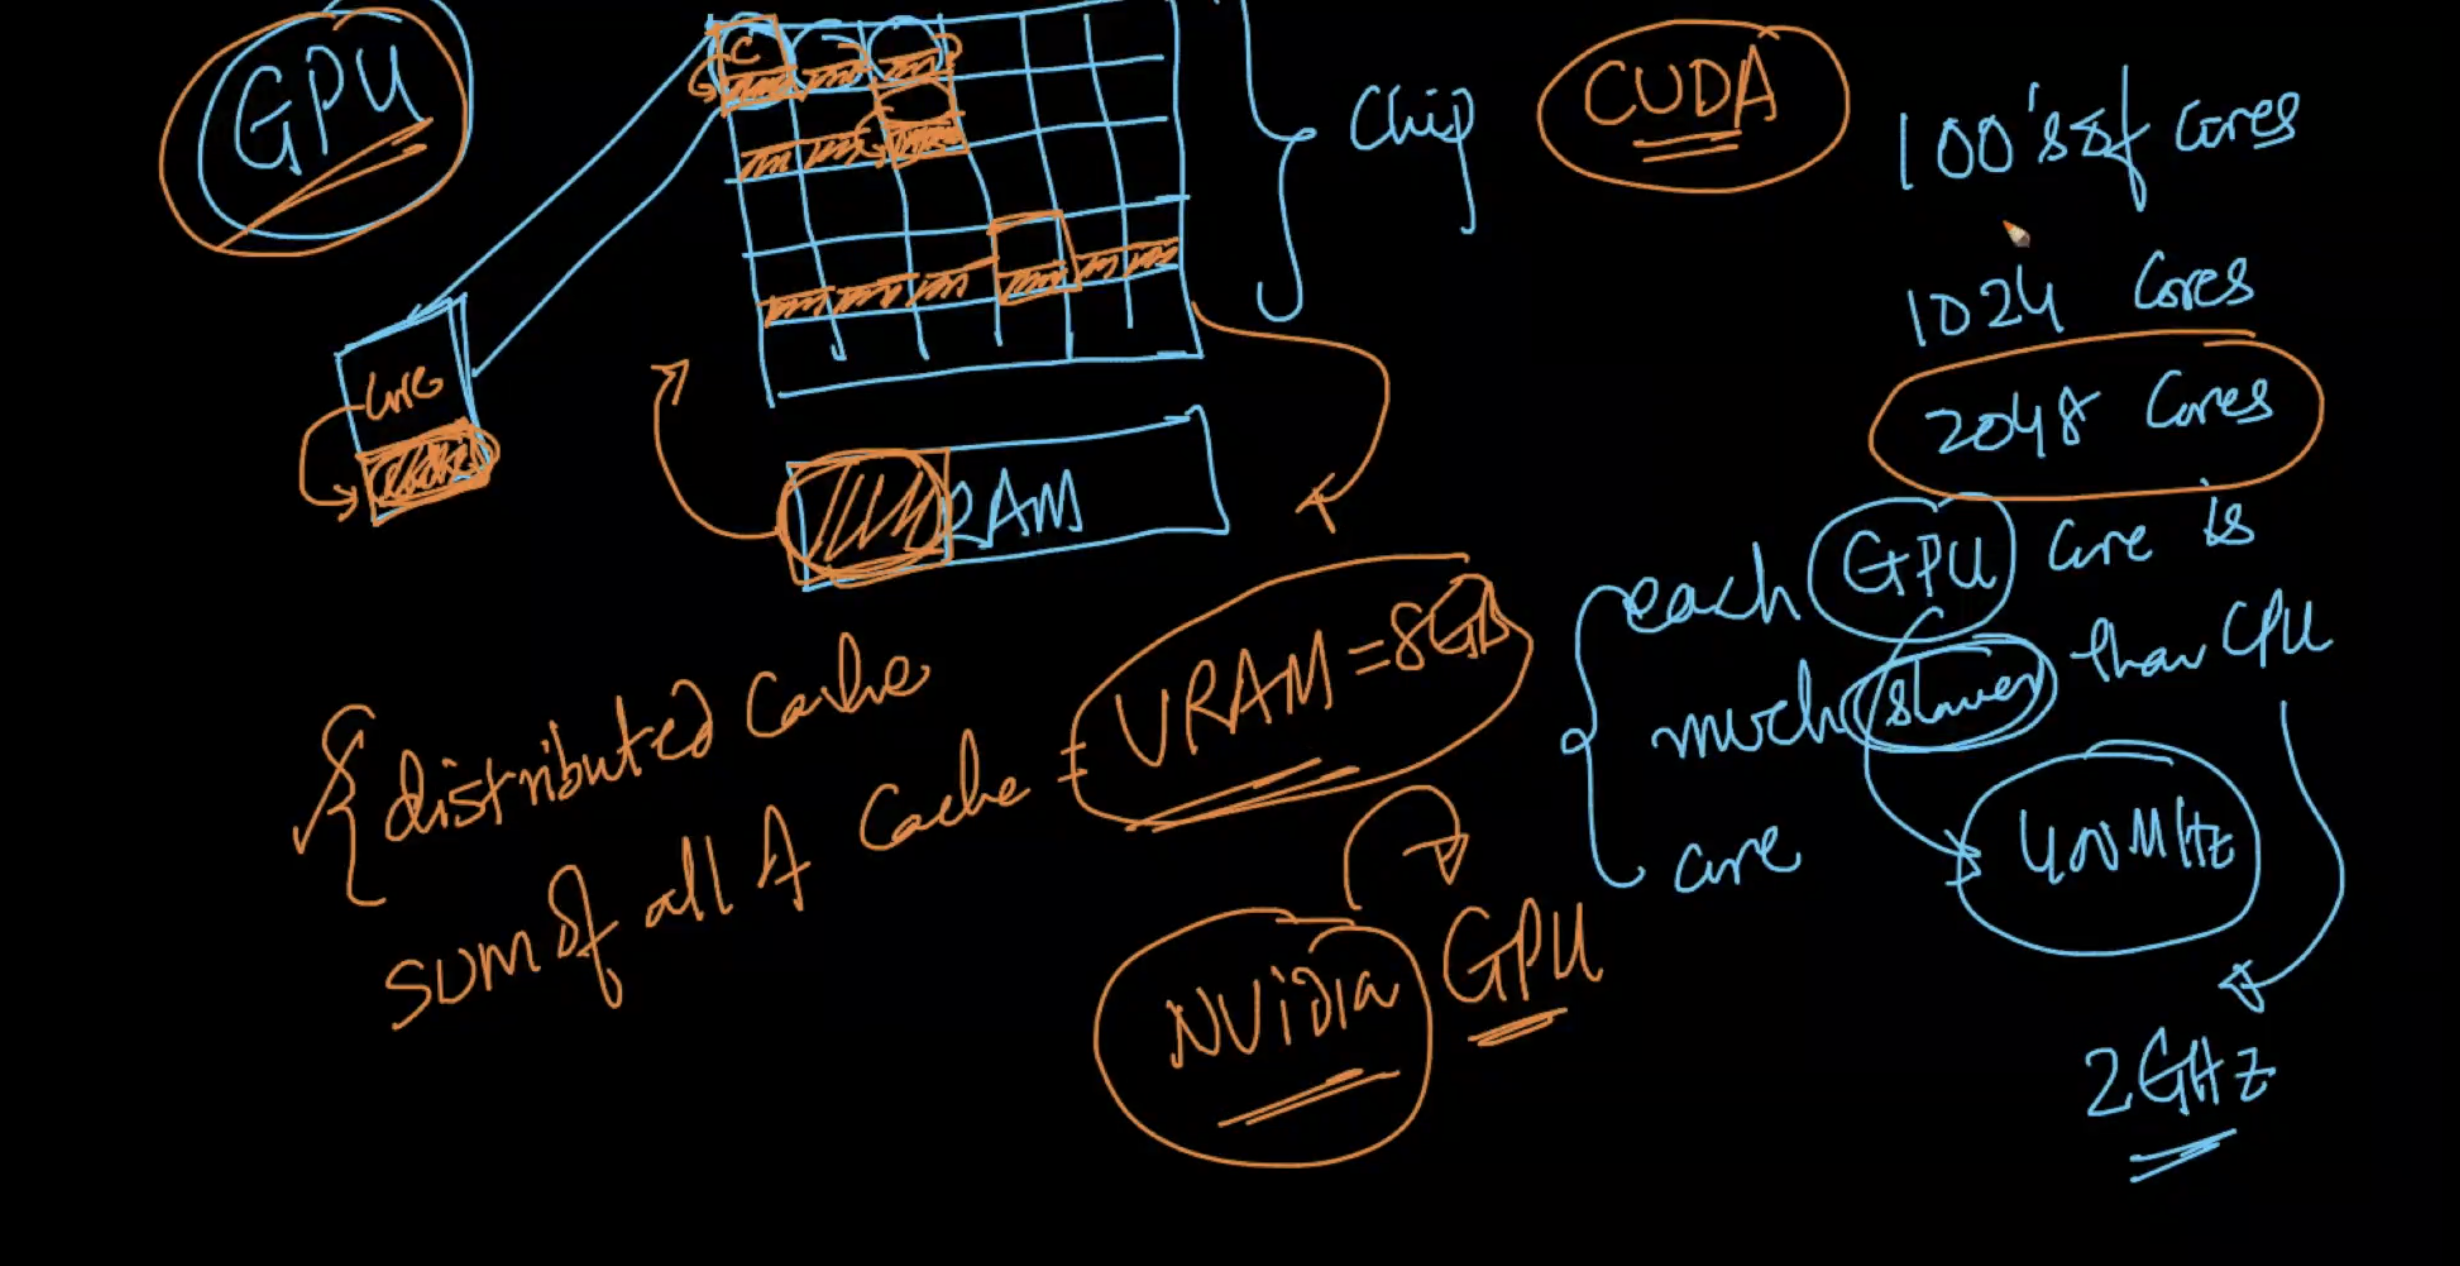 GPU
C
Chip
CUDA
100's of cores
1024 Cores
2048 Cores
core
cache
RAM
each GPU core is
much slower than CPU
core
400MHz
2GHz
distributed cache
sum of all Δ cache = VRAM = 8GB
NVidia GPU